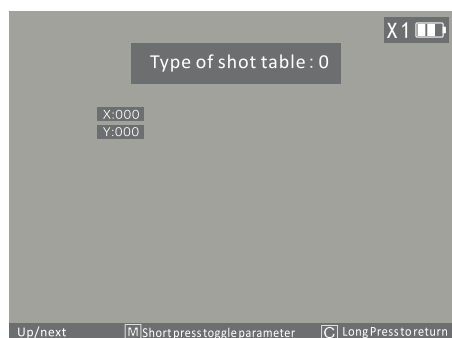 X1
Type of shot table: 0
X:000
Y:000
Up/next M Short press toggle parameter C Long Press to return